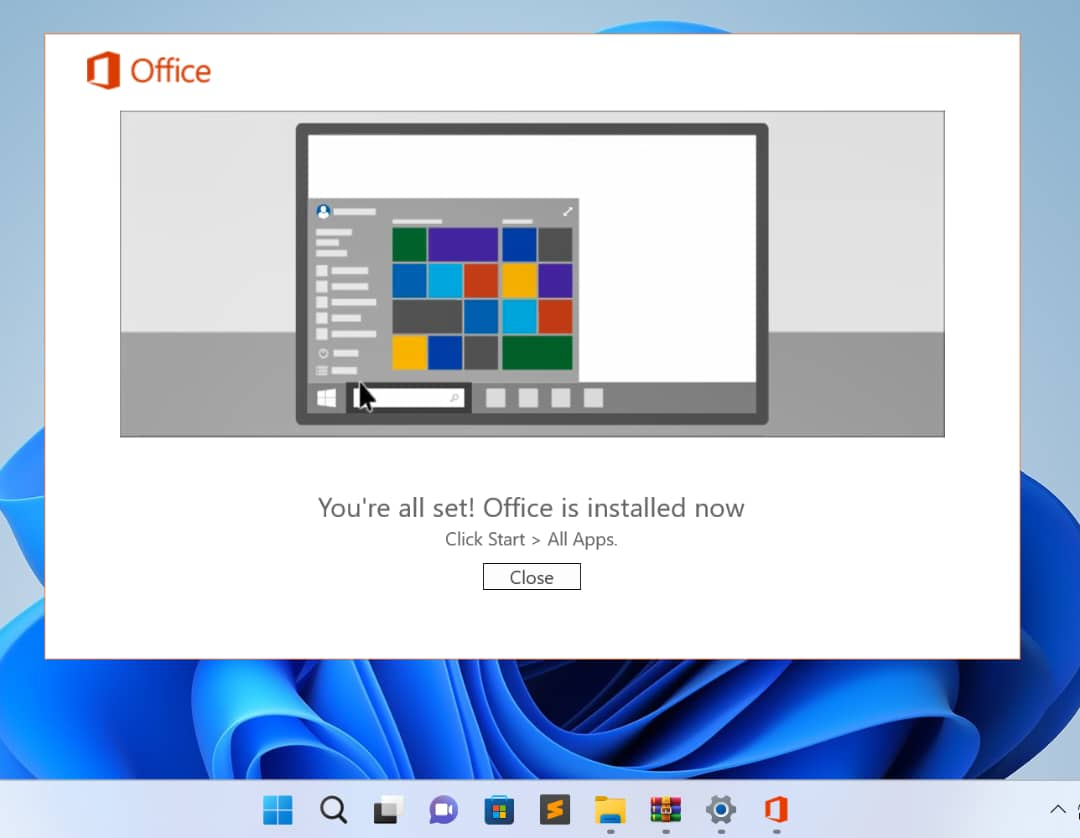 Office
You're all set! Office is installed now
Click Start > All Apps.
Close